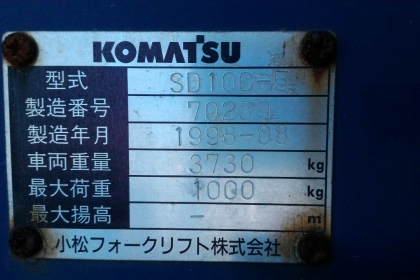 KOMATSU
型式 SD10C-5
製造番号
製造年月
車両重量 3730 kg
最大荷重 1000 kg
最大揚高 - m
小松フォークリフト株式会社